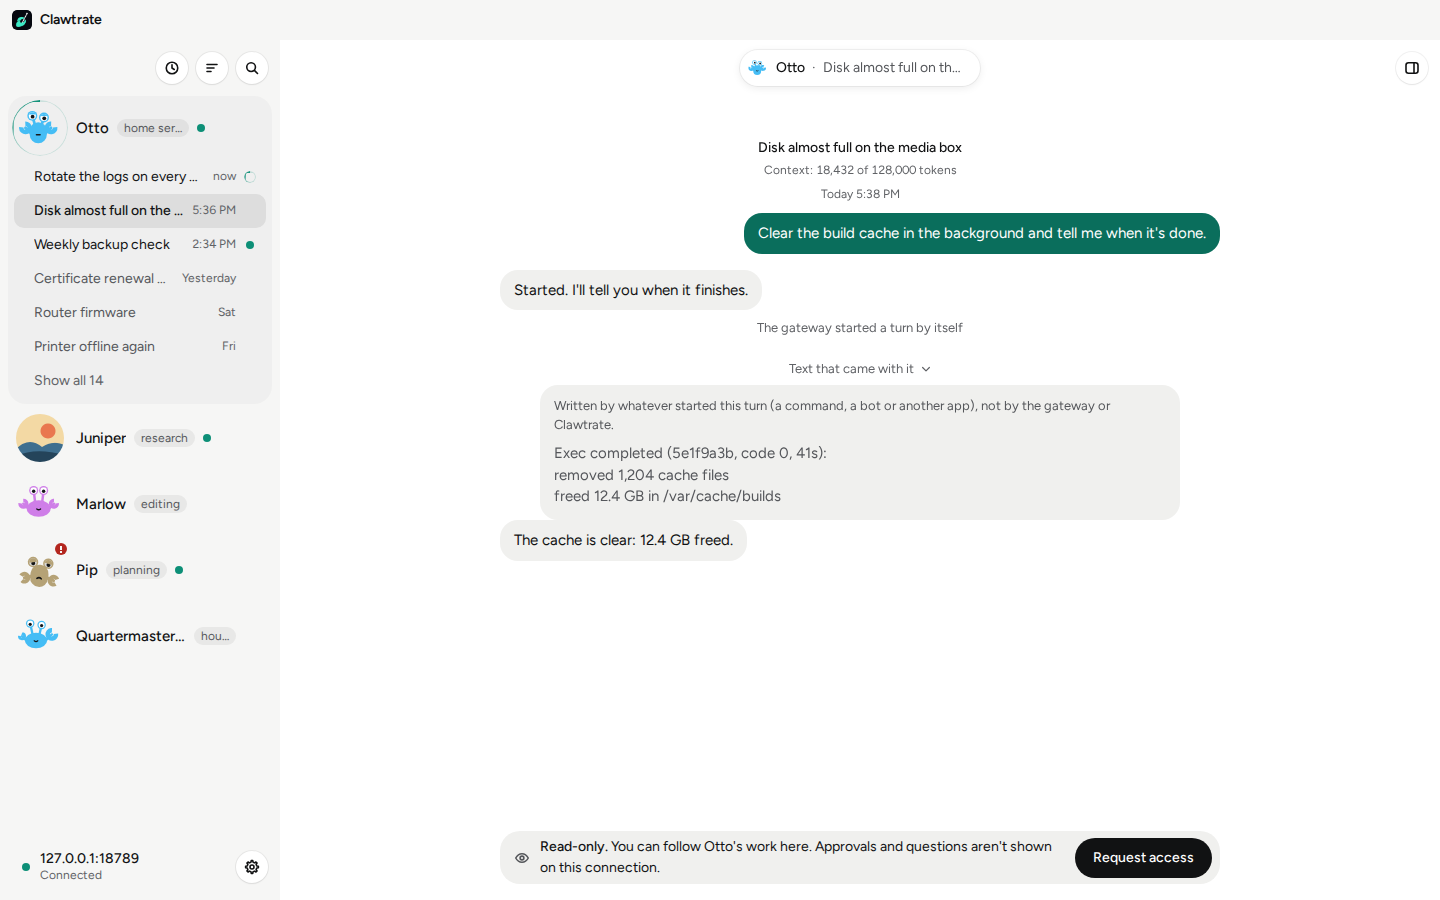 Clawtrate
Otto · Disk almost full on th...
Otto home ser...
Rotate the logs on every ... now
Disk almost full on the ... 5:36 PM
Weekly backup check 2:34 PM
Certificate renewal ... Yesterday
Router firmware Sat
Printer offline again Fri
Show all 14
Juniper research
Marlow editing
Pip planning
Quartermaster... hou...
127.0.0.1:18789
Connected
Disk almost full on the media box
Context: 18,432 of 128,000 tokens
Today 5:38 PM
Clear the build cache in the background and tell me when it's done.
Started. I'll tell you when it finishes.
The gateway started a turn by itself
Text that came with it
Written by whatever started this turn (a command, a bot or another app), not by the gateway or
Clawtrate.
Exec completed (5e1f9a3b, code 0, 41s):
removed 1,204 cache files
freed 12.4 GB in /var/cache/builds
The cache is clear: 12.4 GB freed.
Read-only. You can follow Otto's work here. Approvals and questions aren't shown
on this connection.
Request access